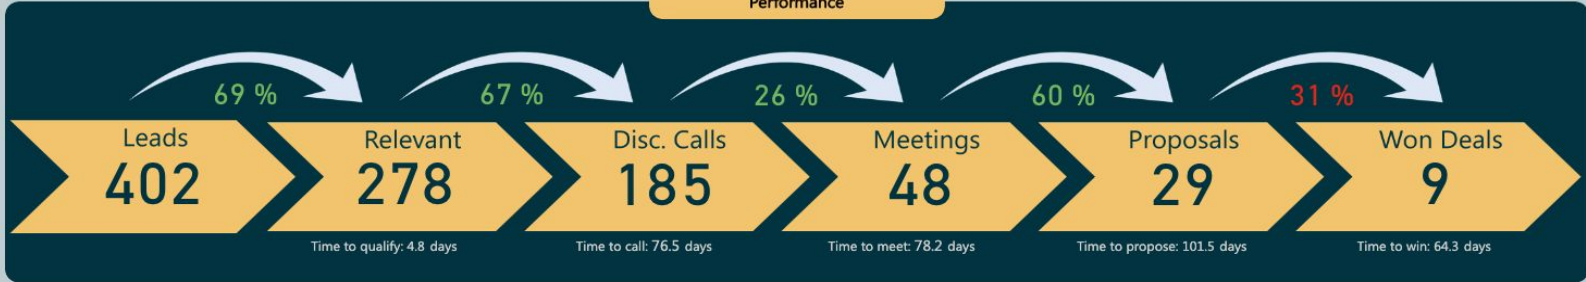 Performance
69 %
67 %
26 %
60 %
31 %
Leads
Relevant
Disc. Calls
Meetings
Proposals
Won Deals
402
278
185
48
29
9
Time to qualify: 4.8 days
Time to call: 76.5 days
Time to meet: 78.2 days
Time to propose: 101.5 days
Time to win: 64.3 days